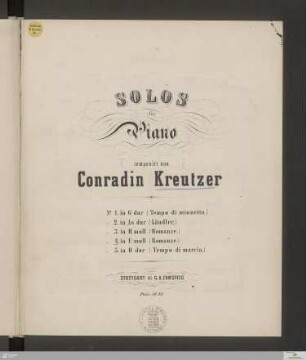 SOLOS
für
Piano
componirt von
Conradin Kreutzer
Nº 1. in G dur (Tempo di minuetto.)
2. in As dur (Ländler.)
3. in H moll (Romanze.)
4. in E moll (Romanze.)
5. in B dur (Tempo di marcia.)
STUTTGART bei G. A. ZUMSTEEG